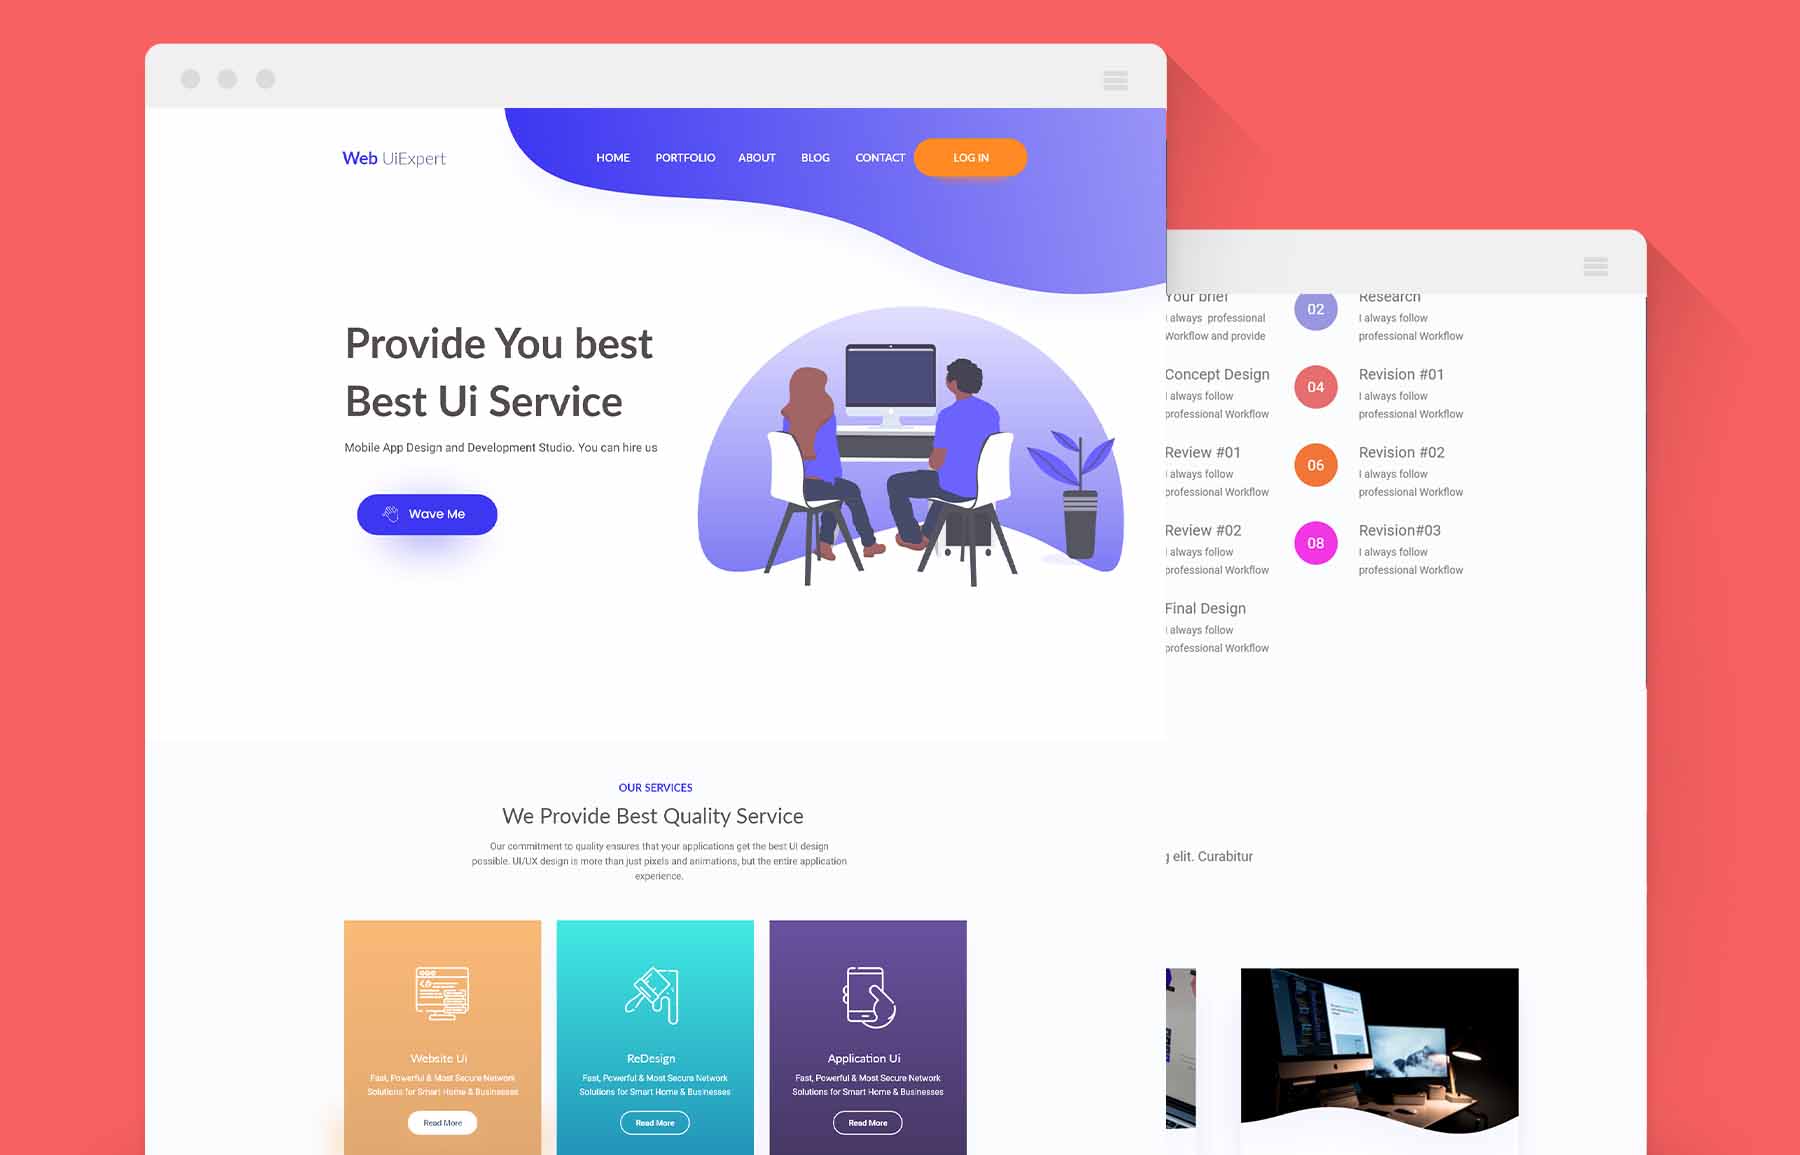 Web UiExpert
HOME PORTFOLIO ABOUT BLOG CONTACT LOG IN
Provide You best
Best Ui Service
Mobile App Design and Development Studio. You can hire us
Wave Me
OUR SERVICES
We Provide Best Quality Service
Our commitment to quality ensures that your applications get the best Ui design
possible. UI/UX design is more than just pixels and animations, but the entire application
experience.
Website Ui
Fast, Powerful & Most Secure Network
Solutions for Smart Home & Businesses
Read More
ReDesign
Fast, Powerful & Most Secure Network
Solutions for Smart Home & Businesses
Read More
Application Ui
Fast, Powerful & Most Secure Network
Solutions for Smart Home & Businesses
Read More
Your brief
I always professional
Workflow and provide
02
Research
I always follow
professional Workflow
Concept Design
I always follow
professional Workflow
04
Revision #01
I always follow
professional Workflow
Review #01
I always follow
professional Workflow
06
Revision #02
I always follow
professional Workflow
Review #02
I always follow
professional Workflow
08
Revision#03
I always follow
professional Workflow
Final Design
I always follow
professional Workflow
elit. Curabitur